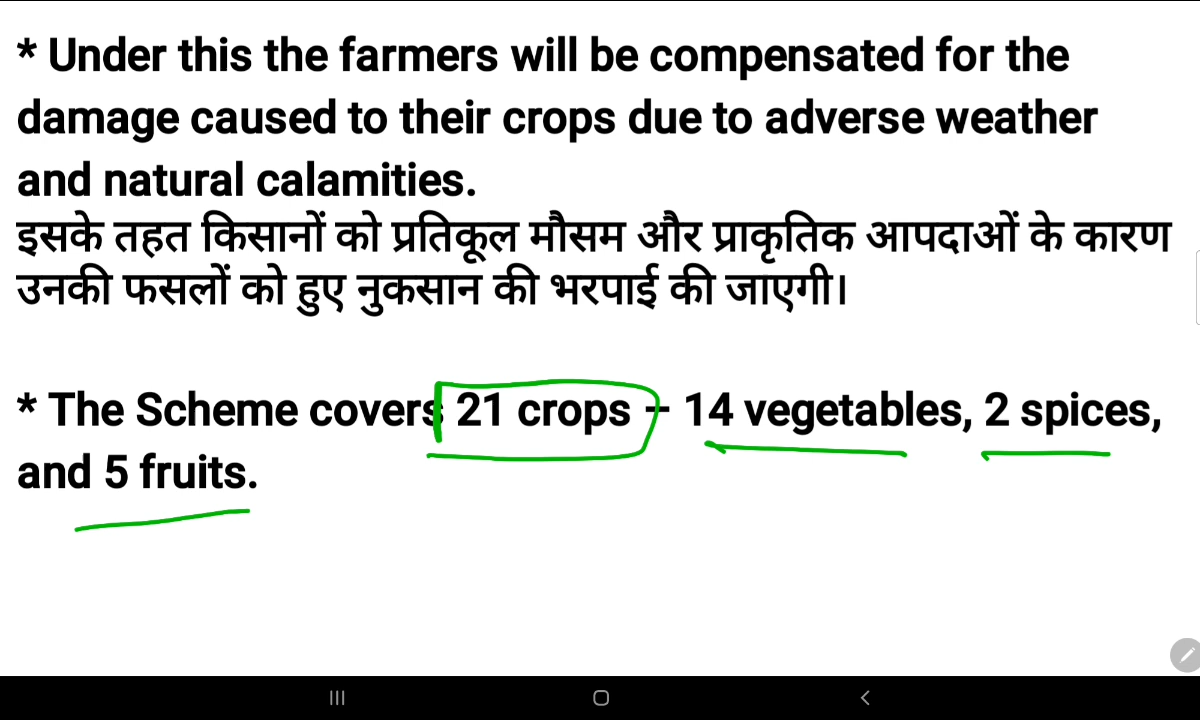 * Under this the farmers will be compensated for the
damage caused to their crops due to adverse weather
and natural calamities.
इसके तहत किसानों को प्रतिकूल मौसम और प्राकृतिक आपदाओं के कारण
उनकी फसलों को हुए नुकसान की भरपाई की जाएगी।
* The Scheme covers 21 crops - 14 vegetables, 2 spices,
and 5 fruits.